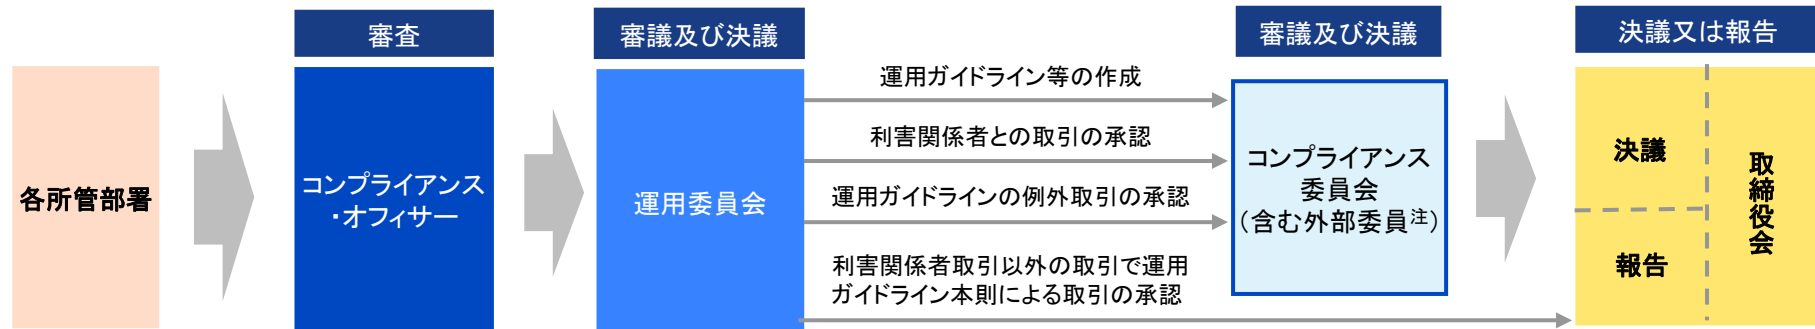 審査
審議及び決議
審議及び決議
決議又は報告
各所管部署
コンプライアンス
・オフィサー
運用委員会
運用ガイドライン等の作成
利害関係者との取引の承認
運用ガイドラインの例外取引の承認
利害関係者取引以外の取引で運用
ガイドライン本則による取引の承認
コンプライアンス
委員会
（含む外部委員注）
決議
報告
取締役会